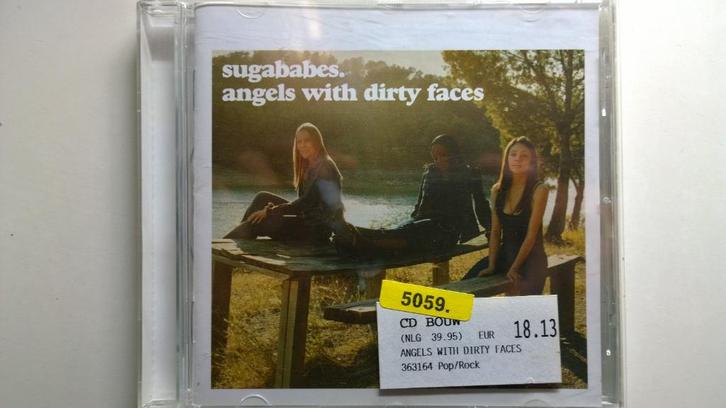 sugababes.
angels with dirty faces
5059.
CD BOUW
(NLG 39.95) EUR 18.13
ANGELS WITH DIRTY FACES
363164 Pop/Rock